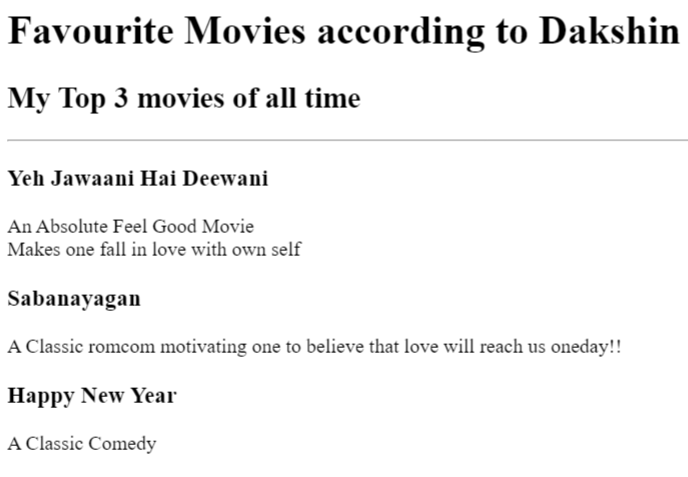 Favourite Movies according to Dakshin
My Top 3 movies of all time
Yeh Jawaani Hai Deewani
An Absolute Feel Good Movie
Makes one fall in love with own self
Sabanayagan
A Classic romcom motivating one to believe that love will reach us oneday!!
Happy New Year
A Classic Comedy